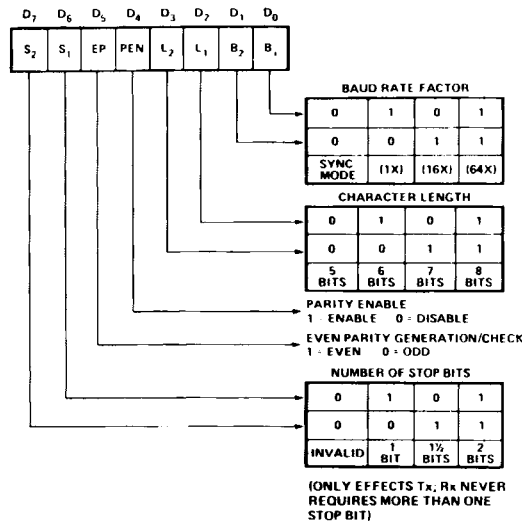 D7 D6 D5 D4 D3 D2 D1 D0
S2 S1 EP PEN L2 L1 B2 B1
BAUD RATE FACTOR
0 1 0 1
0 0 1 1
SYNC MODE (1X) (16X) (64X)
CHARACTER LENGTH
0 1 0 1
0 0 1 1
5 BITS 6 BITS 7 BITS 8 BITS
PARITY ENABLE
1 = ENABLE 0 = DISABLE
EVEN PARITY GENERATION/CHECK
1 = EVEN 0 = ODD
NUMBER OF STOP BITS
0 1 0 1
0 0 1 1
INVALID 1 BIT 1½ BITS 2 BITS
(ONLY EFFECTS Tx; Rx NEVER
REQUIRES MORE THAN ONE
STOP BIT)